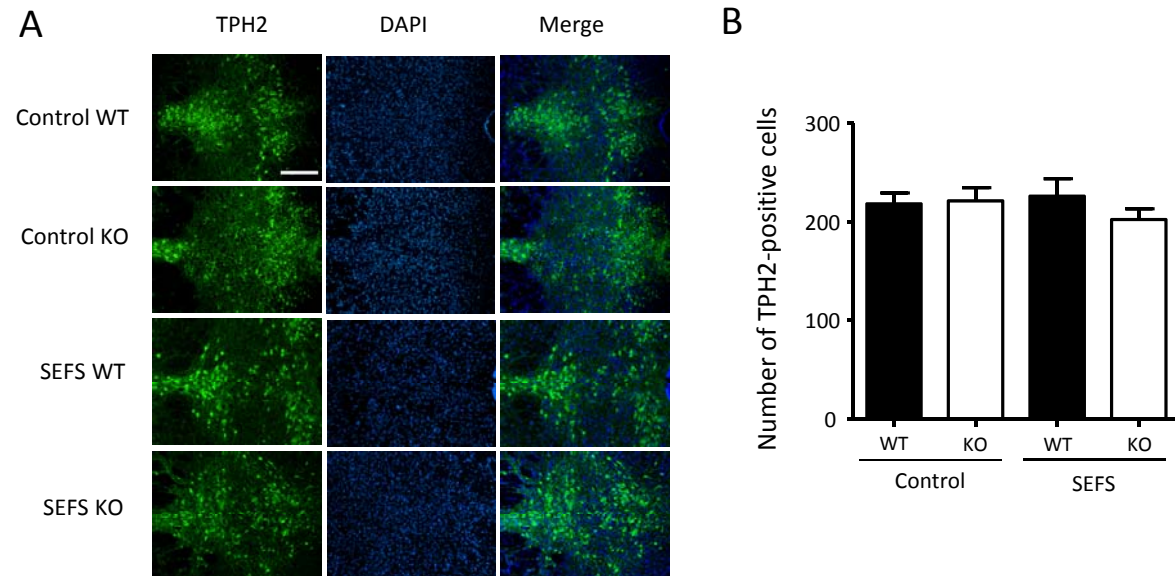 A
TPH2 DAPI Merge
Control WT
Control KO
SEFS WT
SEFS KO
B
Number of TPH2-positive cells
300
200
100
0
WT KO WT KO
Control SEFS